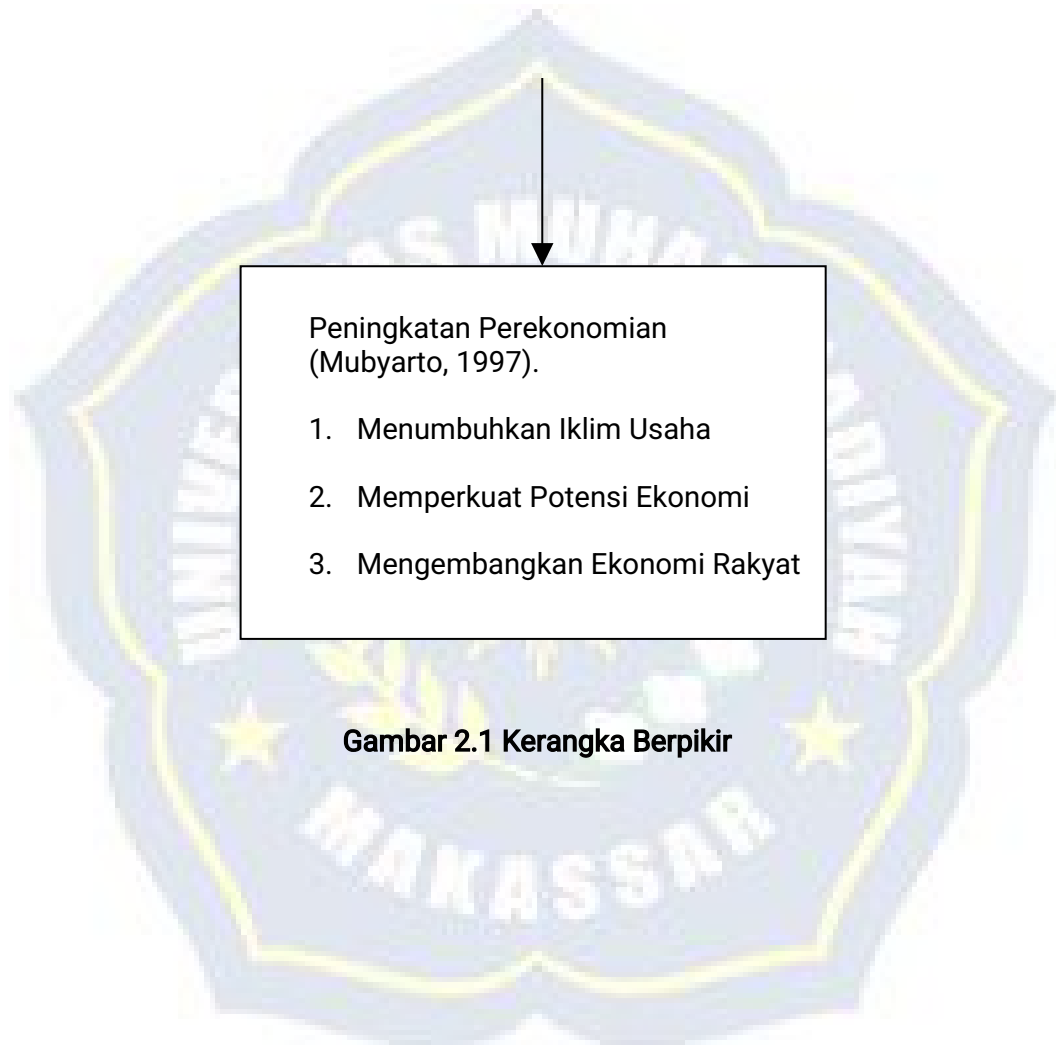 Peningkatan Perekonomian
(Mubyarto, 1997).
1. Menumbuhkan Iklim Usaha
2. Memperkuat Potensi Ekonomi
3. Mengembangkan Ekonomi Rakyat
Gambar 2.1 Kerangka Berpikir
MAKASSAR